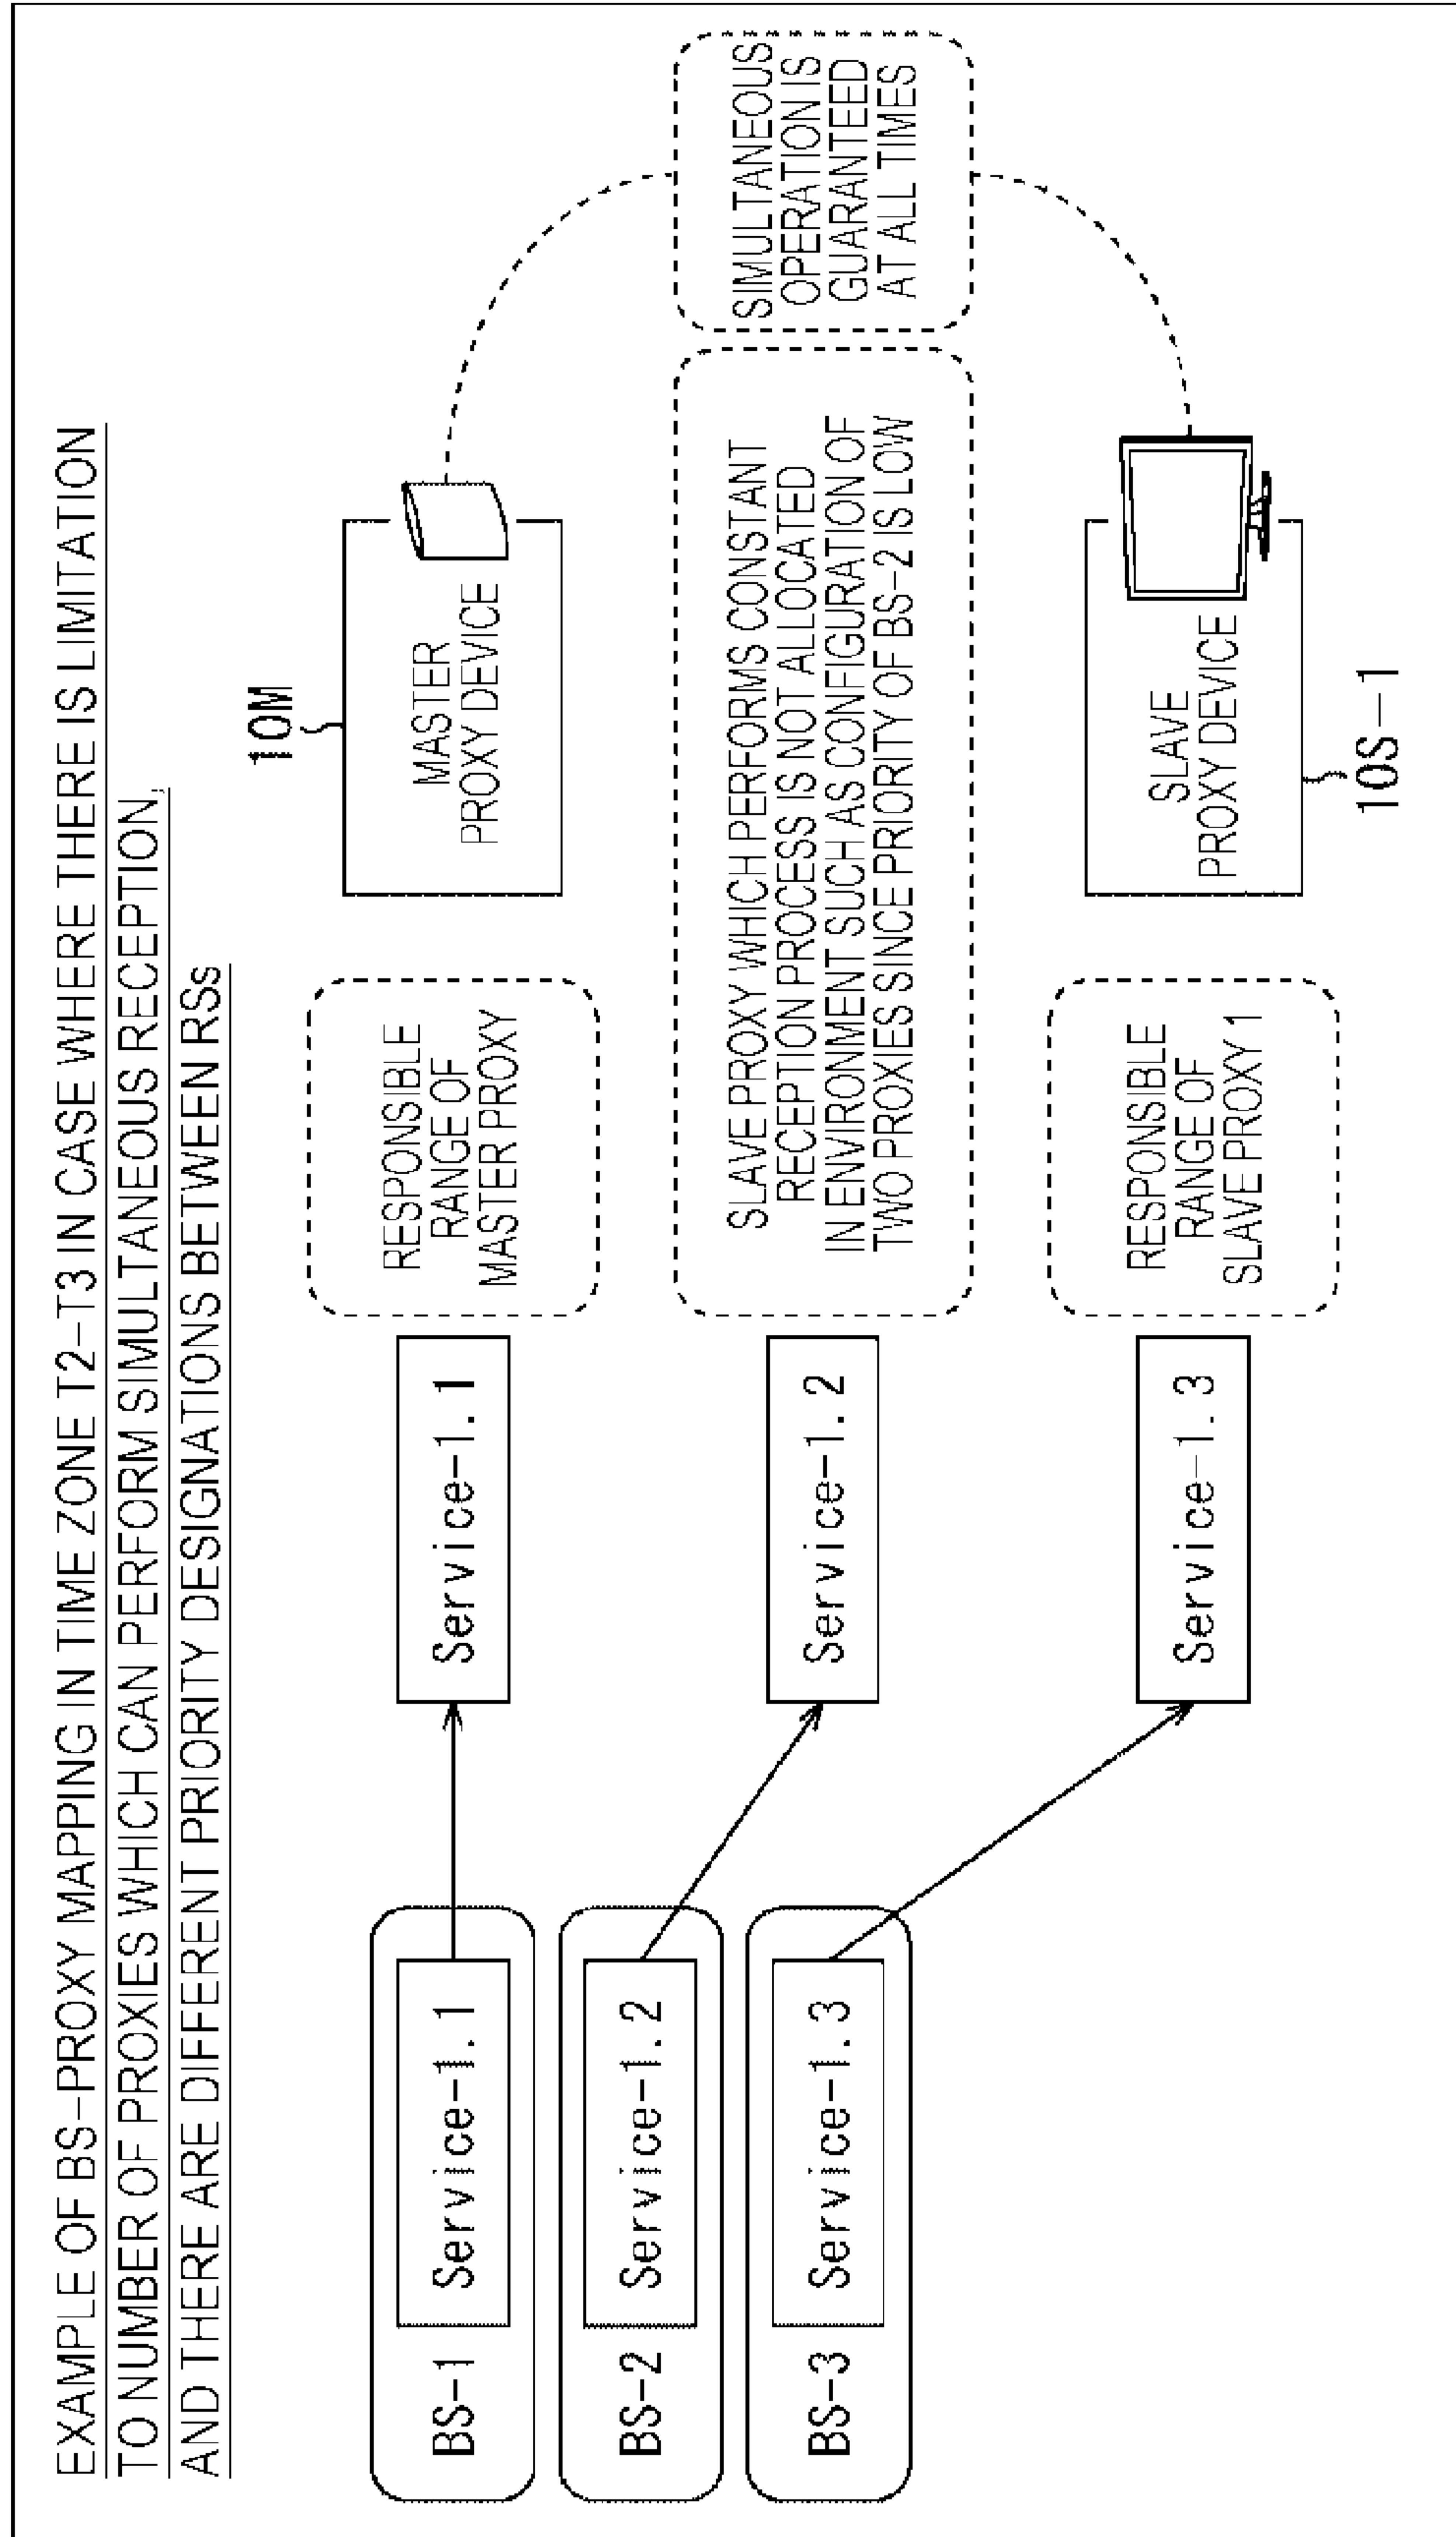 EXAMPLE OF BS-PROXY MAPPING IN TIME ZONE T2-T3 IN CASE WHERE THERE IS LIMITATION
TO NUMBER OF PROXIES WHICH CAN PERFORM SIMULTANEOUS RECEPTION,
AND THERE ARE DIFFERENT PRIORITY DESIGNATIONS BETWEEN RSs
BS-1
Service-1.1
Service-1.1
RESPONSIBLE
RANGE OF
MASTER PROXY
10M
MASTER
PROXY DEVICE
BS-2
Service-1.2
Service-1.2
SLAVE PROXY WHICH PERFORMS CONSTANT
RECEPTION PROCESS IS NOT ALLOCATED
IN ENVIRONMENT SUCH AS CONFIGURATION OF
TWO PROXIES SINCE PRIORITY OF BS-2 IS LOW
SIMULTANEOUS
OPERATION IS
GUARANTEED
AT ALL TIMES
BS-3
Service-1.3
Service-1.3
RESPONSIBLE
RANGE OF
SLAVE PROXY 1
SLAVE
PROXY DEVICE
10S-1